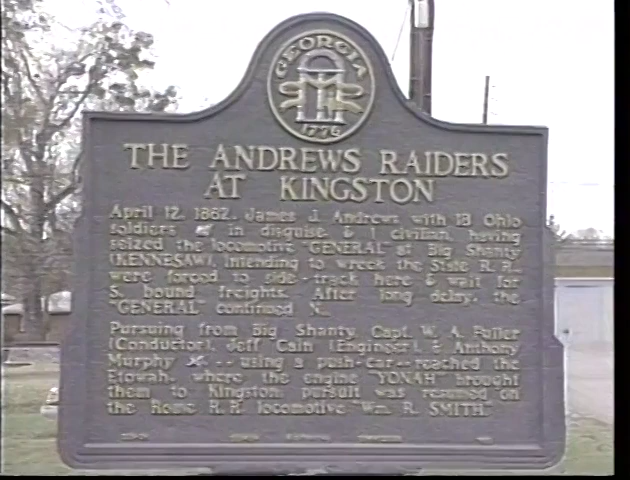 GEORGIA
1776
THE ANDREWS RAIDERS
AT KINGSTON
April 12, 1862, James J. Andrews with 18 Ohio
soldiers in disguise, & 1 civilian, having
seized the locomotive "GENERAL" at Big Shanty
(KENNESAW), intending to wreck the State R. R.,
were forced to side-track here & wait for
S. bound freights. After long delay, the
"GENERAL" continued N.
Pursuing from Big Shanty, Capt. W. A. Fuller
(Conductor), Jeff Cain (Engineer), & Anthony
Murphy -- using a push-car -- reached the
Etowah, where the engine "YONAH" brought
them to Kingston; pursuit was resumed on
the Rome R. R. locomotive "Wm. R. SMITH."